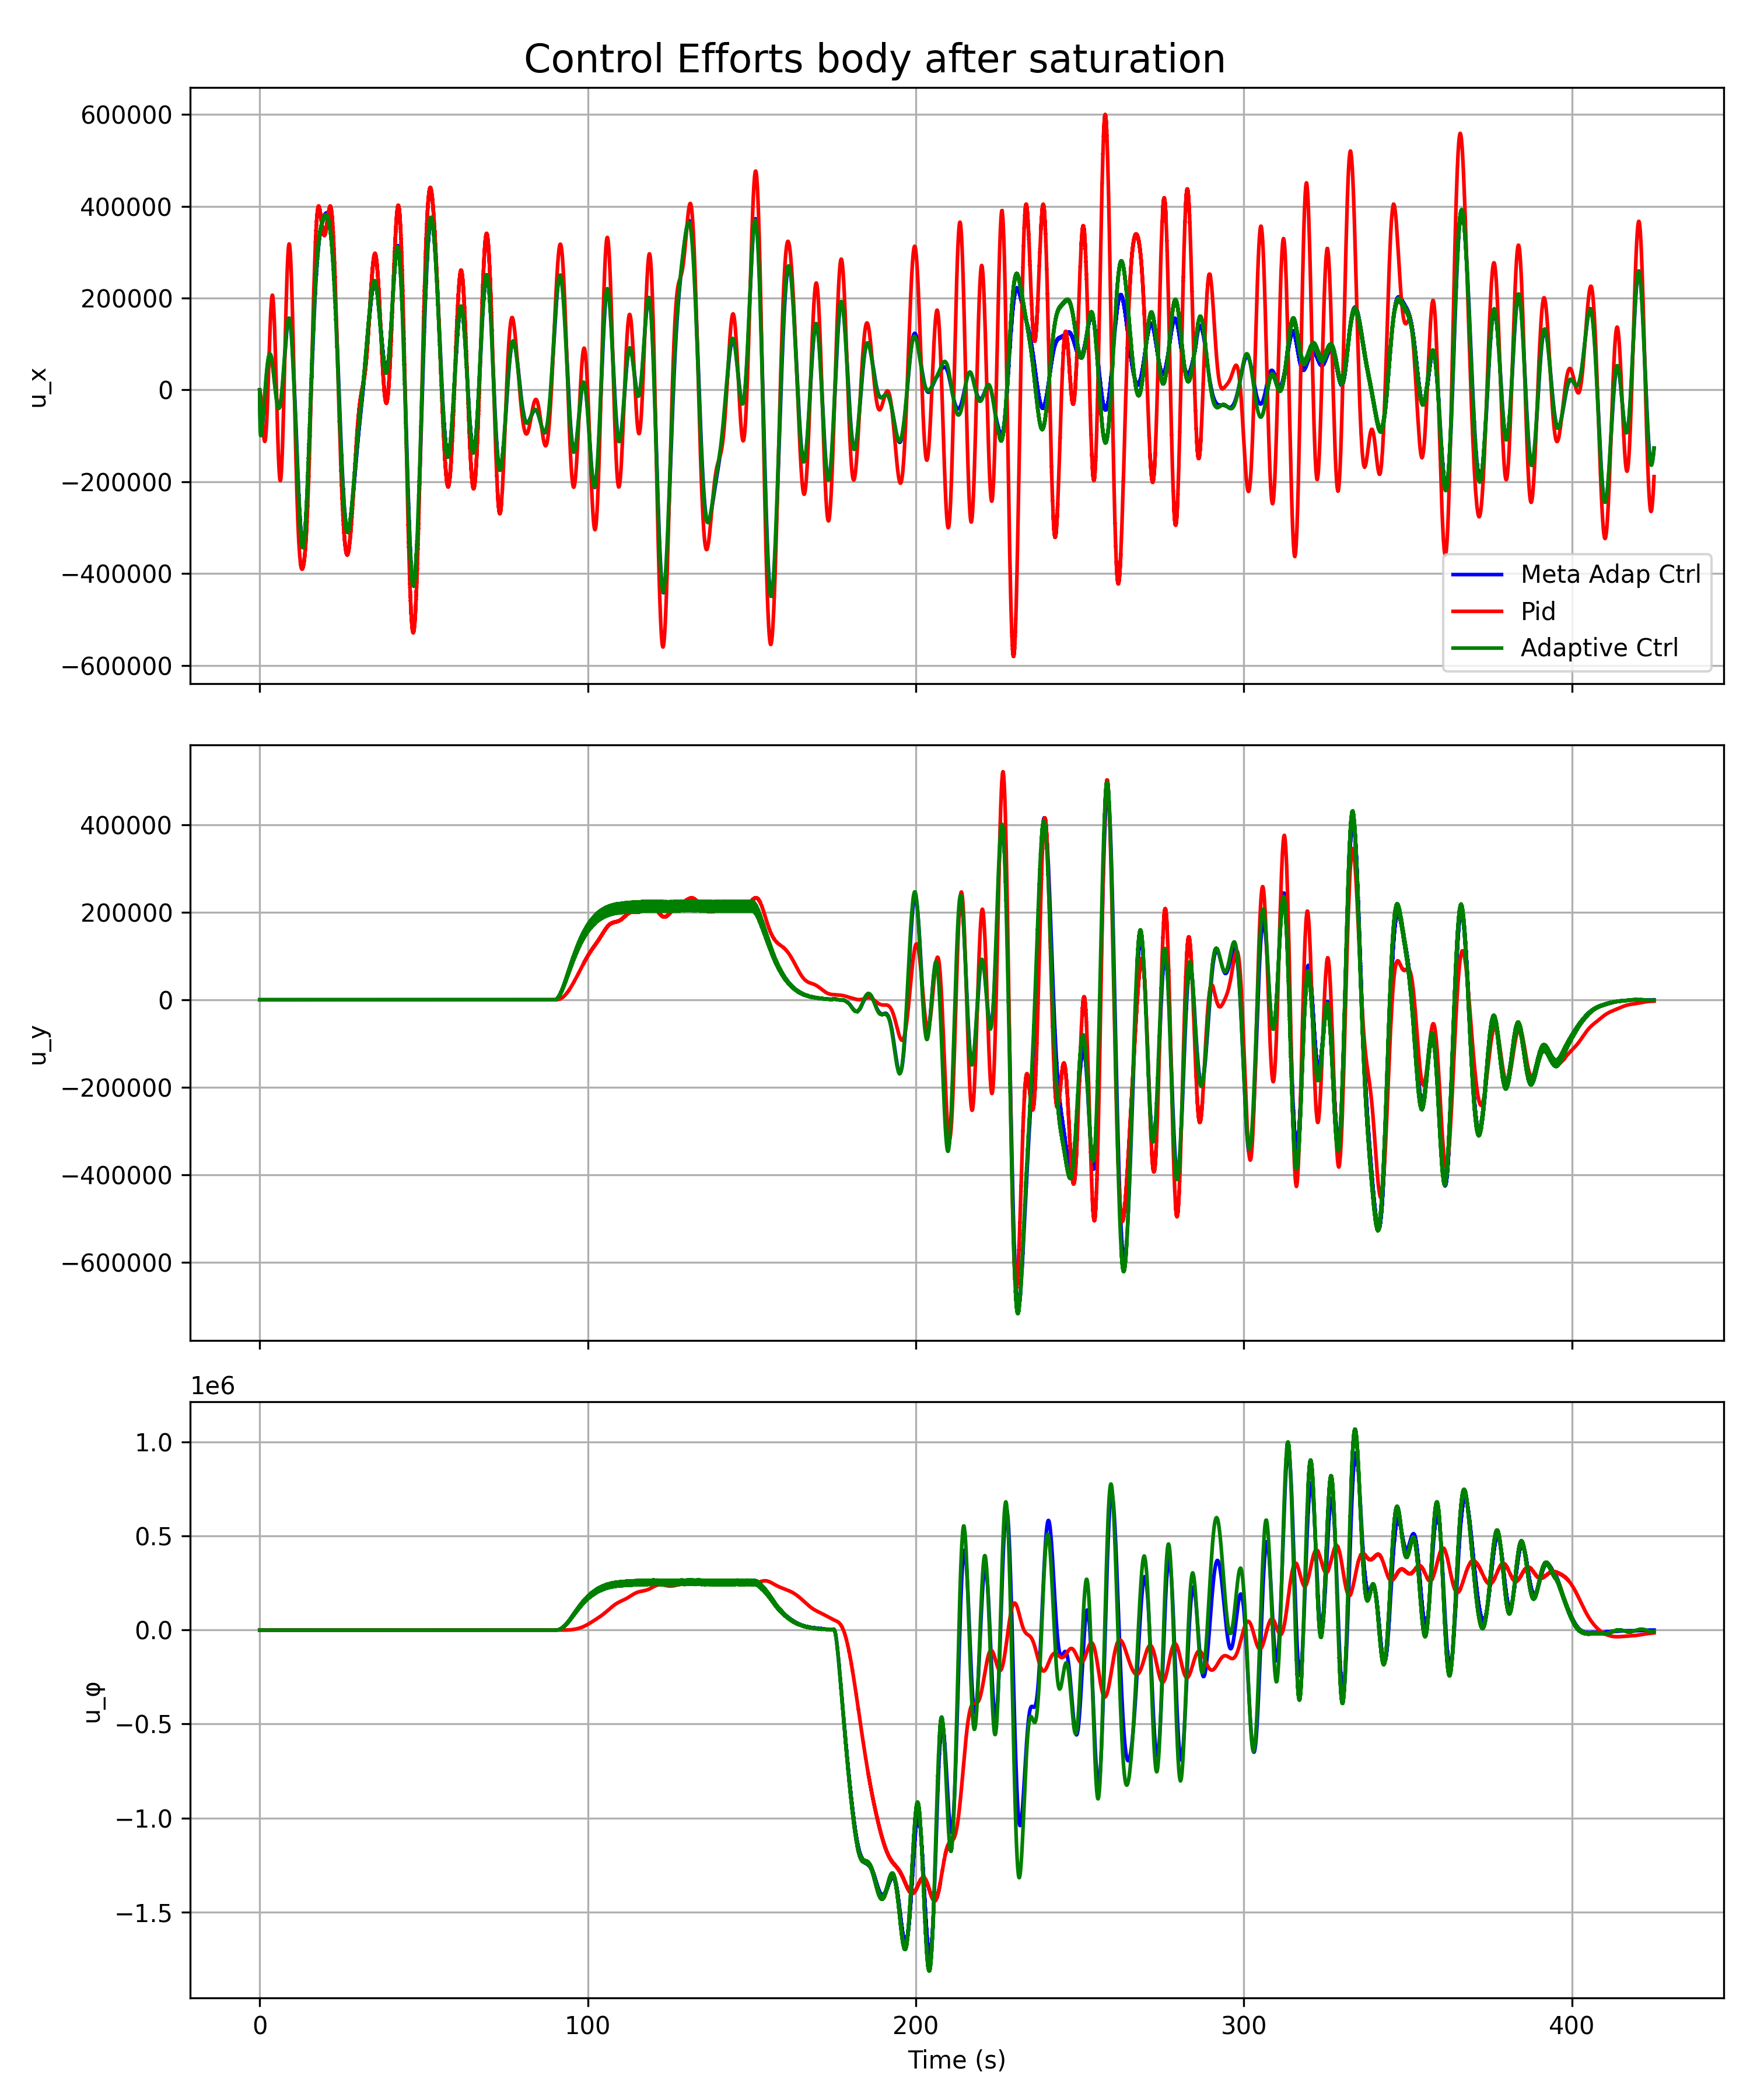 Control Efforts body after saturation
600000
400000
200000
0
−200000
−400000
−600000
u_x
Meta Adap Ctrl
Pid
Adaptive Ctrl
400000
200000
0
−200000
−400000
−600000
u_y
1e6
1.0
0.5
0.0
−0.5
−1.0
−1.5
u_φ
0 100 200 300 400
Time (s)